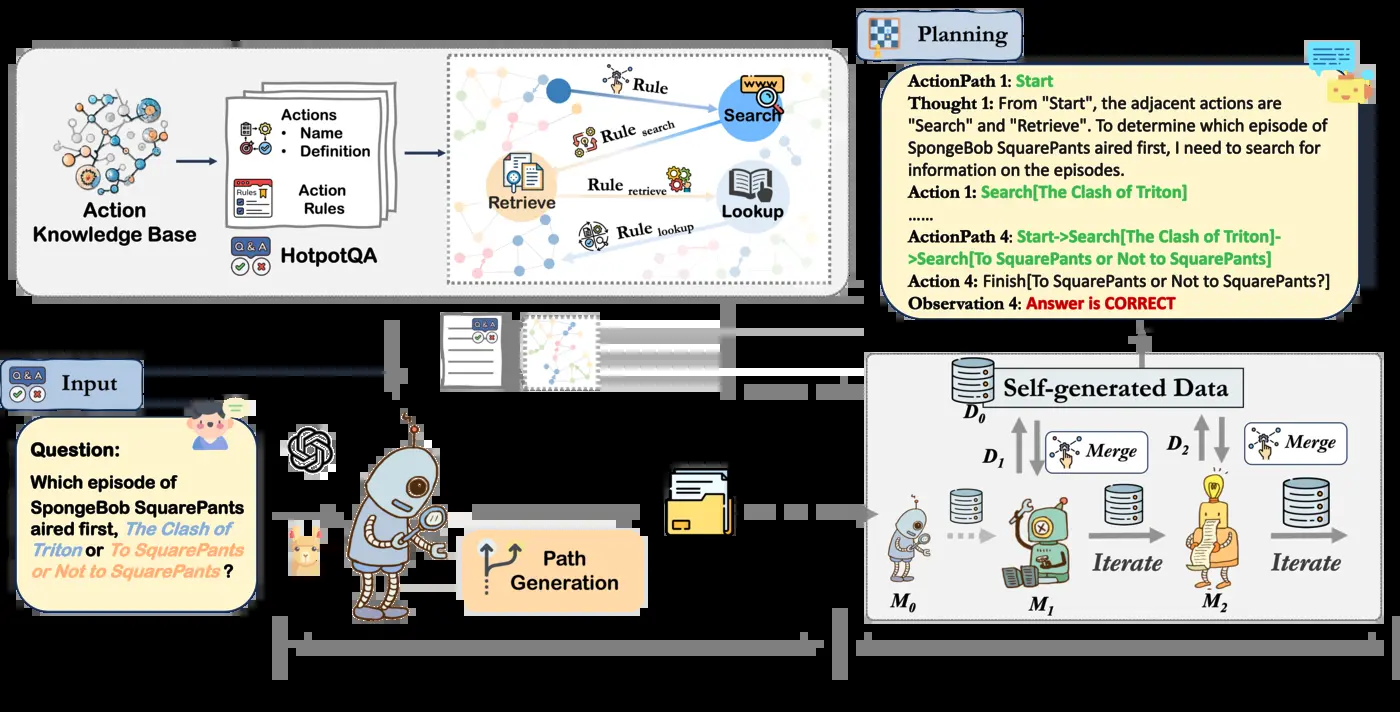 Action
Knowledge Base
Actions
• Name
• Definition
Rules
Action
Rules
Q & A
HotpotQA
Rule
WWW
Search
Rule search
Retrieve
Rule retrieve
Lookup
Rule lookup
Planning
ActionPath 1: Start
Thought 1: From "Start", the adjacent actions are
"Search" and "Retrieve". To determine which episode of
SpongeBob SquarePants aired first, I need to search for
information on the episodes.
Action 1: Search[The Clash of Triton]
......
ActionPath 4: Start->Search[The Clash of Triton]-
>Search[To SquarePants or Not to SquarePants]
Action 4: Finish[To SquarePants or Not to SquarePants?]
Observation 4: Answer is CORRECT
Q & A
Q & A
Input
Question:
Which episode of
SpongeBob SquarePants
aired first, The Clash of
Triton or To SquarePants
or Not to SquarePants ?
Path
Generation
Self-generated Data
D0
D1
Merge
D2
Merge
Iterate
Iterate
M0
M1
M2